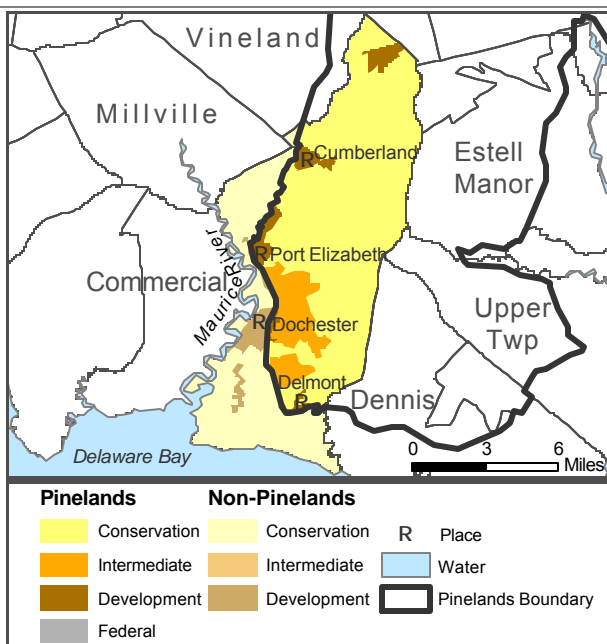 Vineland
Millville
R Cumberland
Estell
Manor
R Port Elizabeth
Commercial
Maurice River
R Dochester
Upper
Twp
Delmont
R
Dennis
0 3 6
Miles
Delaware Bay
Pinelands Non-Pinelands
Conservation Conservation R Place
Intermediate Intermediate Water
Development Development Pinelands Boundary
Federal